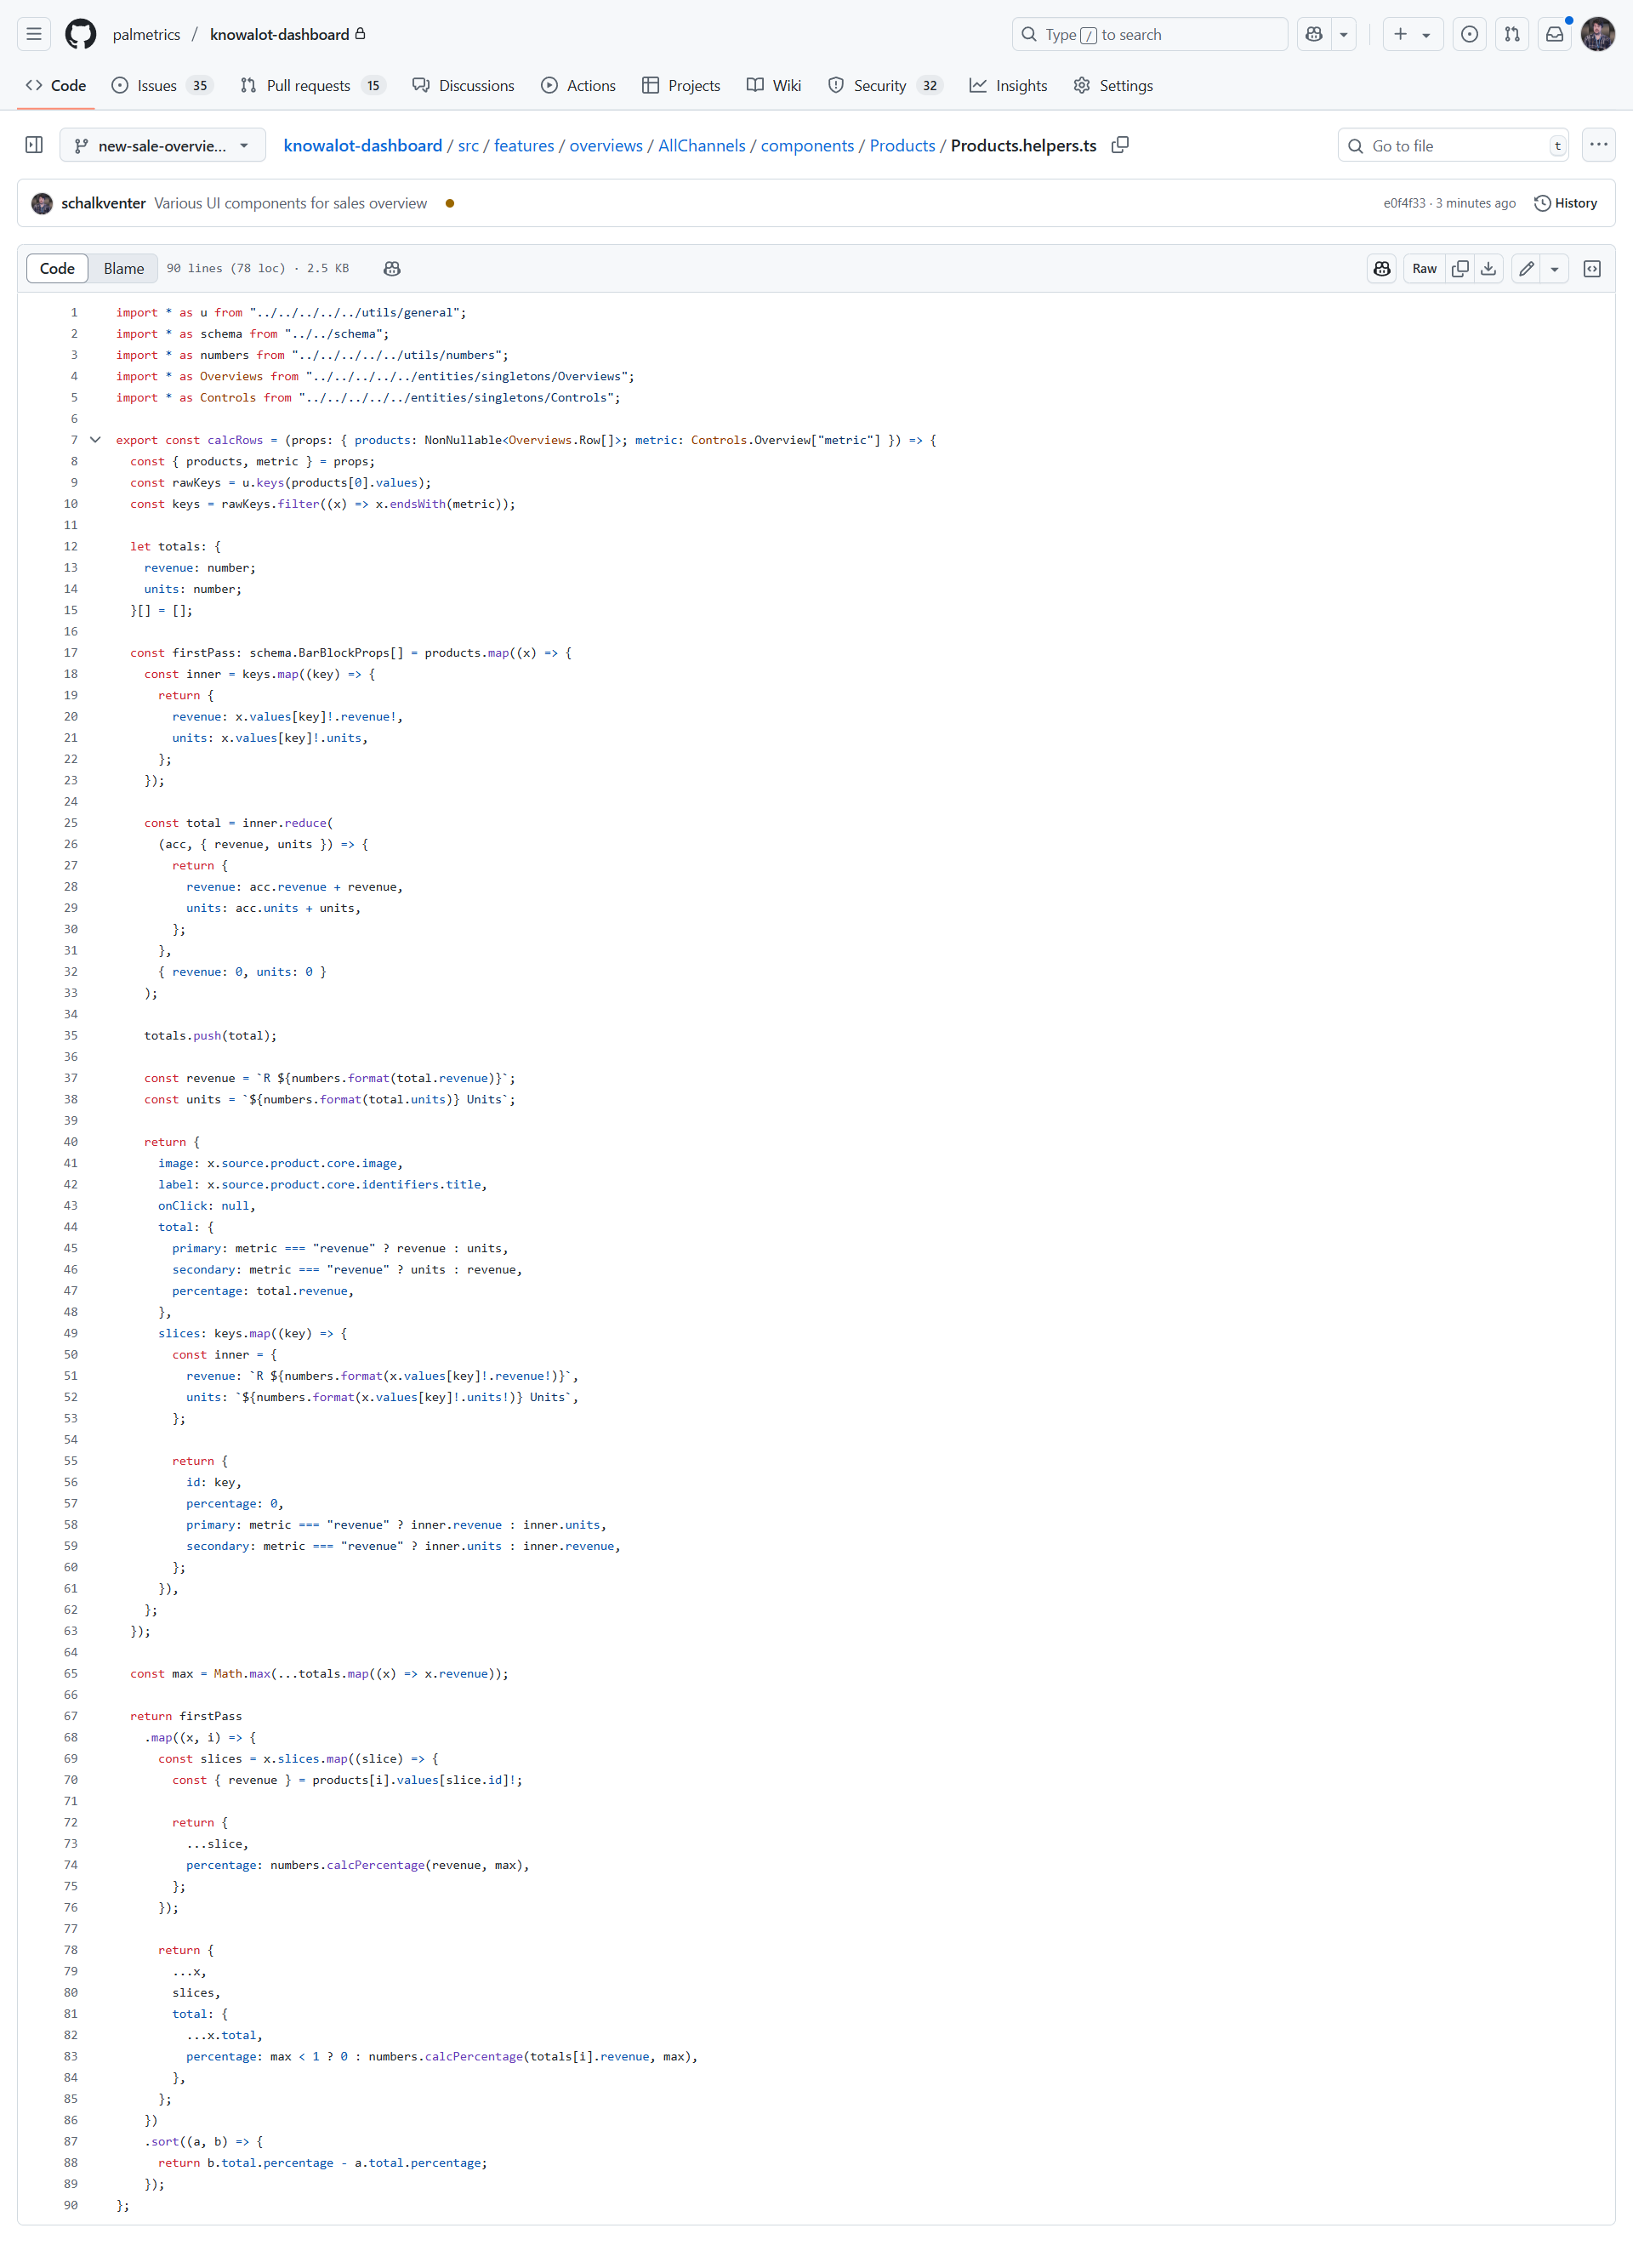 palmetrics / knowalot-dashboard
Type / to search
Code Issues 35 Pull requests 15 Discussions Actions Projects Wiki Security 32 Insights Settings
new-sale-overvie... knowalot-dashboard / src / features / overviews / AllChannels / components / Products / Products.helpers.ts Go to file t
schalkventer Various UI components for sales overview e0f4f33 · 3 minutes ago History
Code Blame 90 lines (78 loc) · 2.5 KB Raw
1 import * as u from "../../../../../utils/general";
2 import * as schema from "../../schema";
3 import * as numbers from "../../../../../utils/numbers";
4 import * as Overviews from "../../../../../entities/singletons/Overviews";
5 import * as Controls from "../../../../../entities/singletons/Controls";
6
7 export const calcRows = (props: { products: NonNullable<Overviews.Row[]>; metric: Controls.Overview["metric"] }) => {
8   const { products, metric } = props;
9   const rawKeys = u.keys(products[0].values);
10   const keys = rawKeys.filter((x) => x.endsWith(metric));
11
12   let totals: {
13     revenue: number;
14     units: number;
15   }[] = [];
16
17   const firstPass: schema.BarBlockProps[] = products.map((x) => {
18     const inner = keys.map((key) => {
19       return {
20         revenue: x.values[key]!.revenue!,
21         units: x.values[key]!.units,
22       };
23     });
24
25     const total = inner.reduce(
26       (acc, { revenue, units }) => {
27         return {
28           revenue: acc.revenue + revenue,
29           units: acc.units + units,
30         };
31       },
32       { revenue: 0, units: 0 }
33     );
34
35     totals.push(total);
36
37     const revenue = `R ${numbers.format(total.revenue)}`;
38     const units = `${numbers.format(total.units)} Units`;
39
40     return {
41       image: x.source.product.core.image,
42       label: x.source.product.core.identifiers.title,
43       onClick: null,
44       total: {
45         primary: metric === "revenue" ? revenue : units,
46         secondary: metric === "revenue" ? units : revenue,
47         percentage: total.revenue,
48       },
49       slices: keys.map((key) => {
50         const inner = {
51           revenue: `R ${numbers.format(x.values[key]!.revenue!)}`,
52           units: `${numbers.format(x.values[key]!.units!)} Units`,
53         };
54
55         return {
56           id: key,
57           percentage: 0,
58           primary: metric === "revenue" ? inner.revenue : inner.units,
59           secondary: metric === "revenue" ? inner.units : inner.revenue,
60         };
61       }),
62     };
63   });
64
65   const max = Math.max(...totals.map((x) => x.revenue));
66
67   return firstPass
68     .map((x, i) => {
69       const slices = x.slices.map((slice) => {
70         const { revenue } = products[i].values[slice.id]!;
71
72         return {
73           ...slice,
74           percentage: numbers.calcPercentage(revenue, max),
75         };
76       });
77
78       return {
79         ...x,
80         slices,
81         total: {
82           ...x.total,
83           percentage: max < 1 ? 0 : numbers.calcPercentage(totals[i].revenue, max),
84         },
85       };
86     })
87     .sort((a, b) => {
88       return b.total.percentage - a.total.percentage;
89     });
90 };